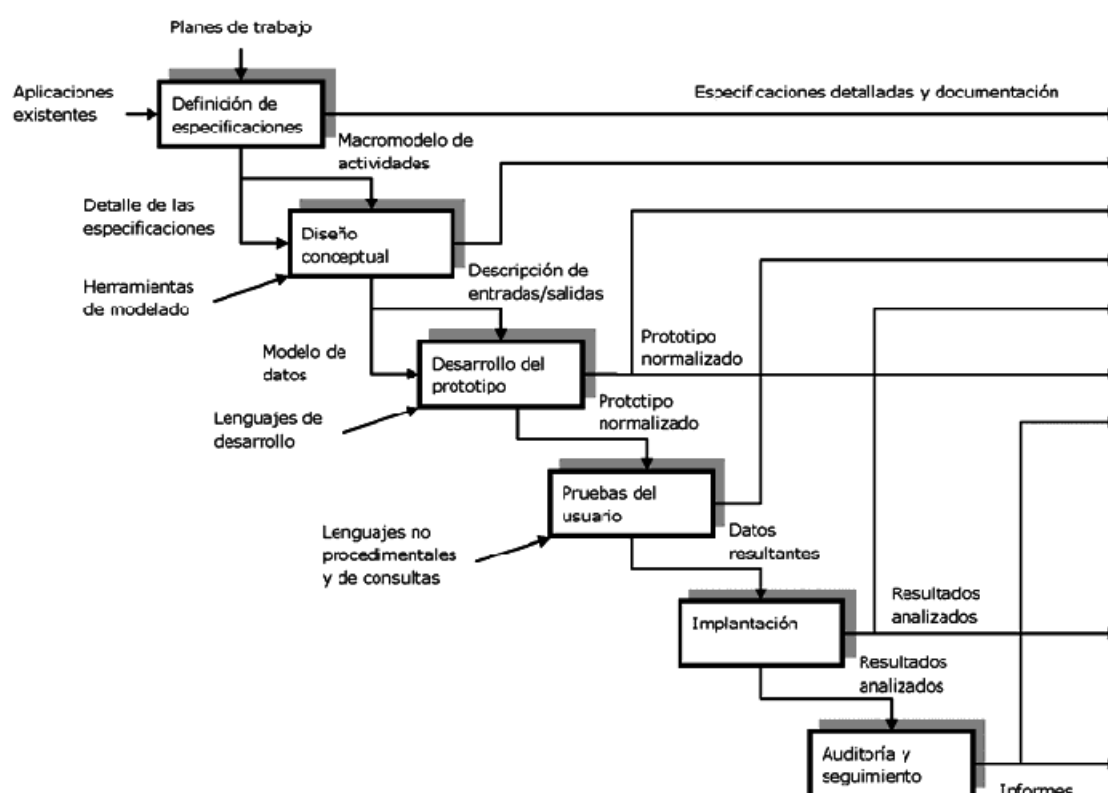 Planes de trabajo
Aplicaciones
existentes
Definición de
especificaciones
Especificaciones detalladas y documentación
Macromodelo de
actividades
Detalle de las
especificaciones
Diseño
conceptual
Herramientas
de modelado
Descripción de
entradas/salidas
Modelo de
datos
Desarrollo del
prototipo
Prototipo
normalizado
Lenguajes de
desarrollo
Prototipo
normalizado
Pruebas del
usuario
Lenguajes no
procedimentales
y de consultas
Datos
resultantes
Implantación
Resultados
analizados
Resultados
analizados
Auditoría y
seguimiento
Informes